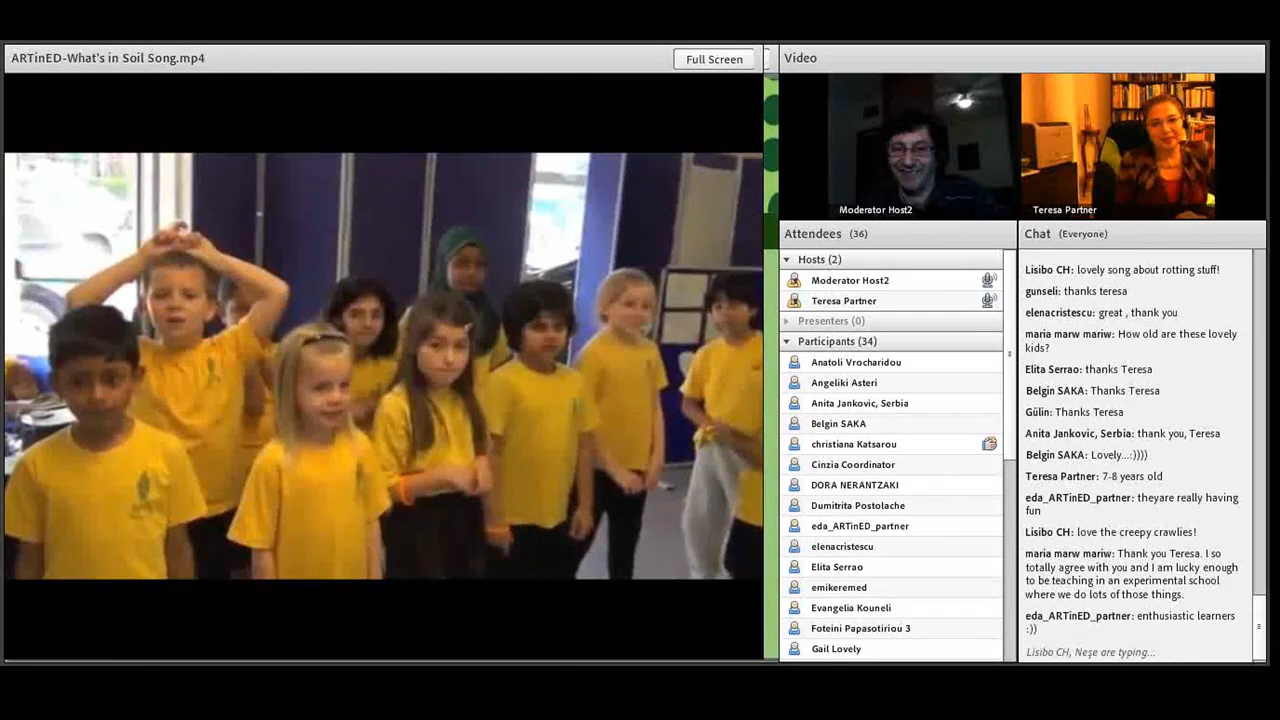 ARTinED-What's in Soil Song.mp4
Full Screen
Video
Moderator Host2
Teresa Partner
Attendees (36)
Hosts (2)
Moderator Host2
Teresa Partner
Presenters (0)
Participants (34)
Anatoli Vrocharidou
Angeliki Asteri
Anita Jankovic, Serbia
Belgin SAKA
christiana Katsarou
Cinzia Coordinator
DORA NERANTZAKI
Dumitrita Postolache
eda_ARTinED_partner
elenacristescu
Elita Serrao
emikeremed
Evangelia Kouneli
Foteini Papasotiriou 3
Gail Lovely
Chat (Everyone)
Lisibo CH: lovely song about rotting stuff!
gunseli: thanks teresa
elenacristescu: great , thank you
maria marw mariw: How old are these lovely
kids?
Elita Serrao: thanks Teresa
Belgin SAKA: Thanks Teresa
Gülin: Thanks Teresa
Anita Jankovic, Serbia: thank you, Teresa
Belgin SAKA: Lovely...:))))
Teresa Partner: 7-8 years old
eda_ARTinED_partner: theyare really having
fun
Lisibo CH: love the creepy crawlies!
maria marw mariw: Thank you Teresa. I so
totally agree with you and I am lucky enough
to be teaching in an experimental school
where we do lots of those things.
eda_ARTinED_partner: enthusiastic learners
:))
Lisibo CH, Neşe are typing...